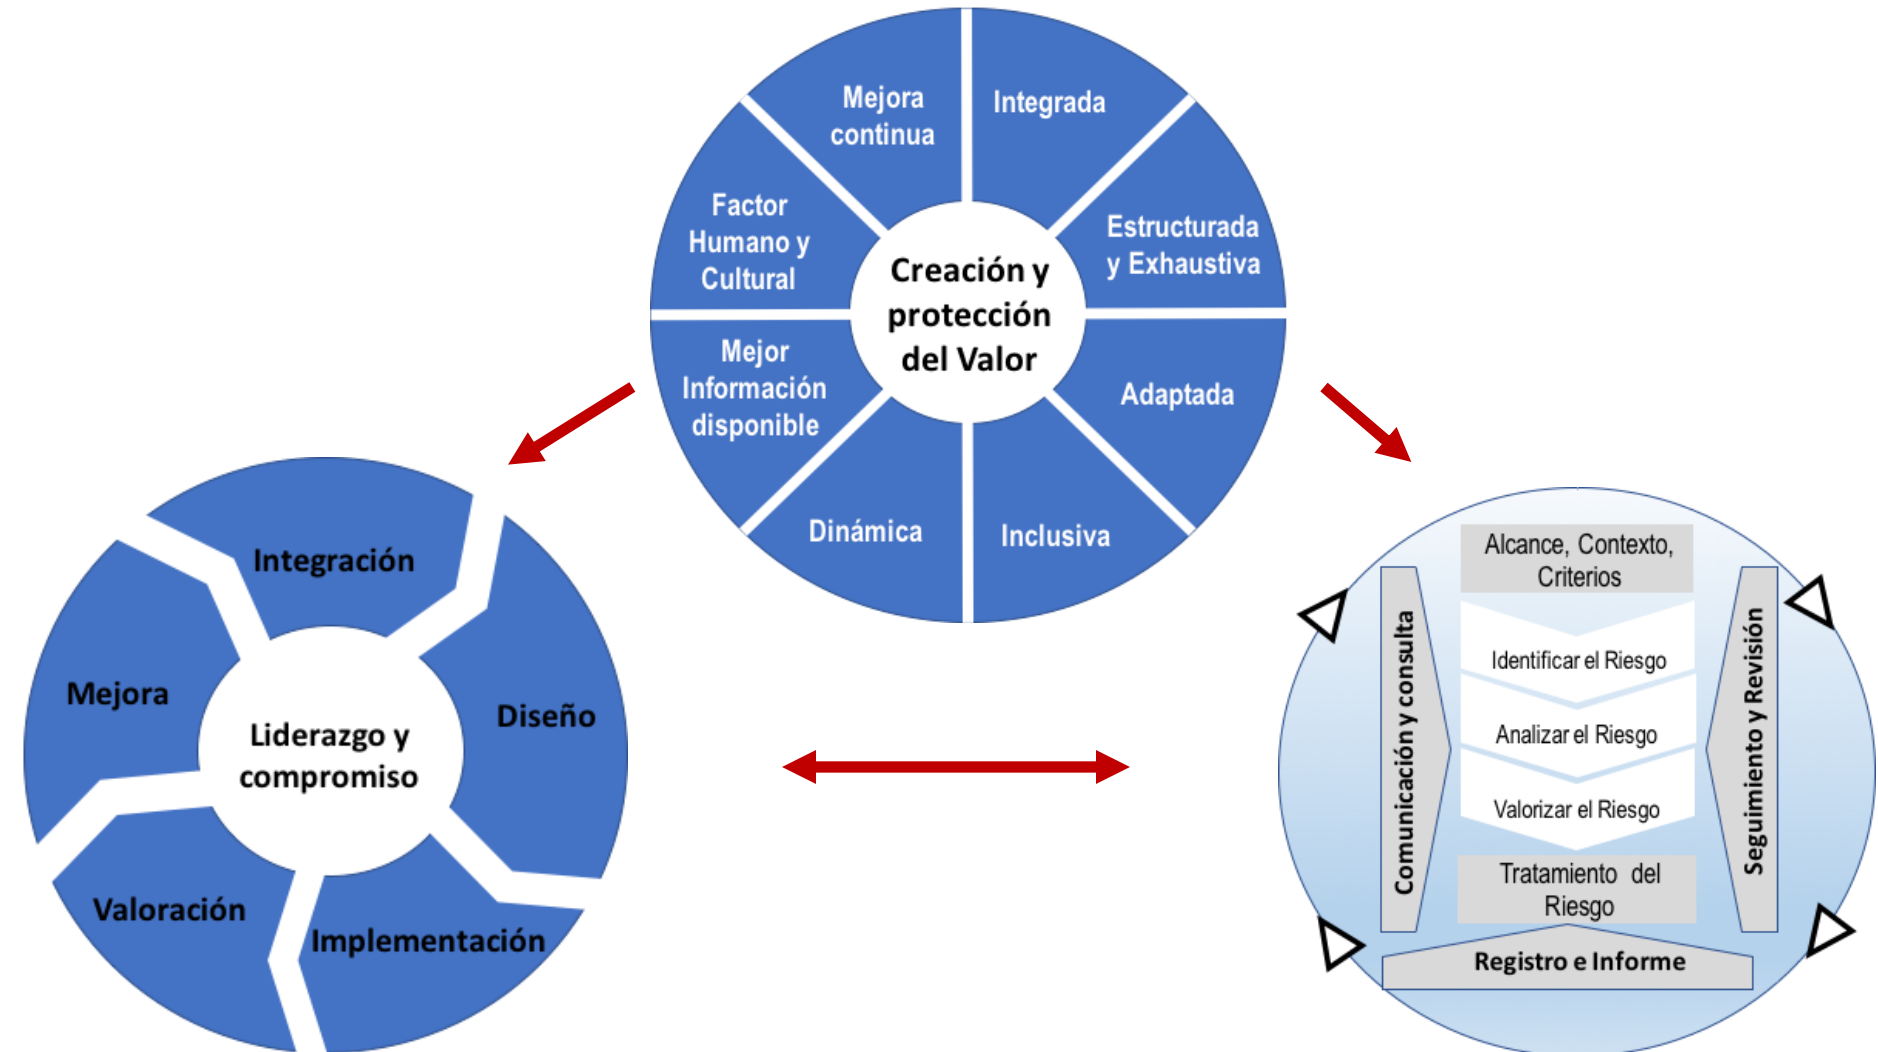 Mejora
continua
Integrada
Estructurada
y Exhaustiva
Adaptada
Inclusiva
Dinámica
Mejor
Información
disponible
Factor
Humano y
Cultural
Creación y
protección
del Valor
Integración
Diseño
Implementación
Valoración
Mejora
Liderazgo y
compromiso
Alcance, Contexto,
Criterios
Identificar el Riesgo
Analizar el Riesgo
Valorizar el Riesgo
Tratamiento del
Riesgo
Comunicación y consulta
Seguimiento y Revisión
Registro e Informe